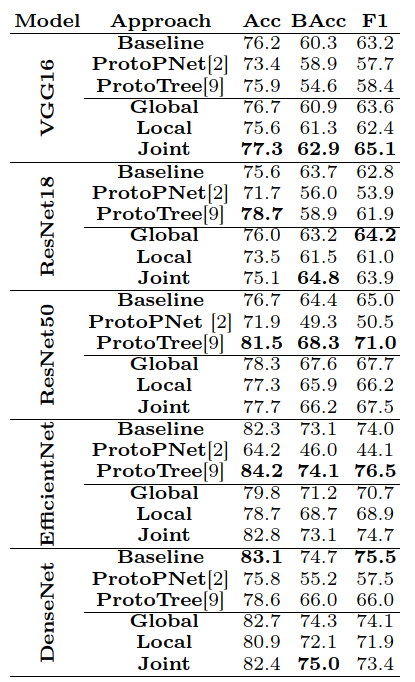 Model Approach Acc BAcc F1
VGG16
Baseline 76.2 60.3 63.2
ProtoPNet[2] 73.4 58.9 57.7
ProtoTree[9] 75.9 54.6 58.4
Global 76.7 60.9 63.6
Local 75.6 61.3 62.4
Joint 77.3 62.9 65.1
ResNet18
Baseline 75.6 63.7 62.8
ProtoPNet[2] 71.7 56.0 53.9
ProtoTree[9] 78.7 58.9 61.9
Global 76.0 63.2 64.2
Local 73.5 61.5 61.0
Joint 75.1 64.8 63.9
ResNet50
Baseline 76.7 64.4 65.0
ProtoPNet [2] 71.9 49.3 50.5
ProtoTree[9] 81.5 68.3 71.0
Global 78.3 67.6 67.7
Local 77.3 65.9 66.2
Joint 77.7 66.2 67.5
EfficientNet
Baseline 82.3 73.1 74.0
ProtoPNet[2] 64.2 46.0 44.1
ProtoTree[9] 84.2 74.1 76.5
Global 79.8 71.2 70.7
Local 78.7 68.7 68.9
Joint 82.8 73.1 74.7
DenseNet
Baseline 83.1 74.7 75.5
ProtoPNet[2] 75.8 55.2 57.5
ProtoTree[9] 78.6 66.0 66.0
Global 82.7 74.3 74.1
Local 80.9 72.1 71.9
Joint 82.4 75.0 73.4